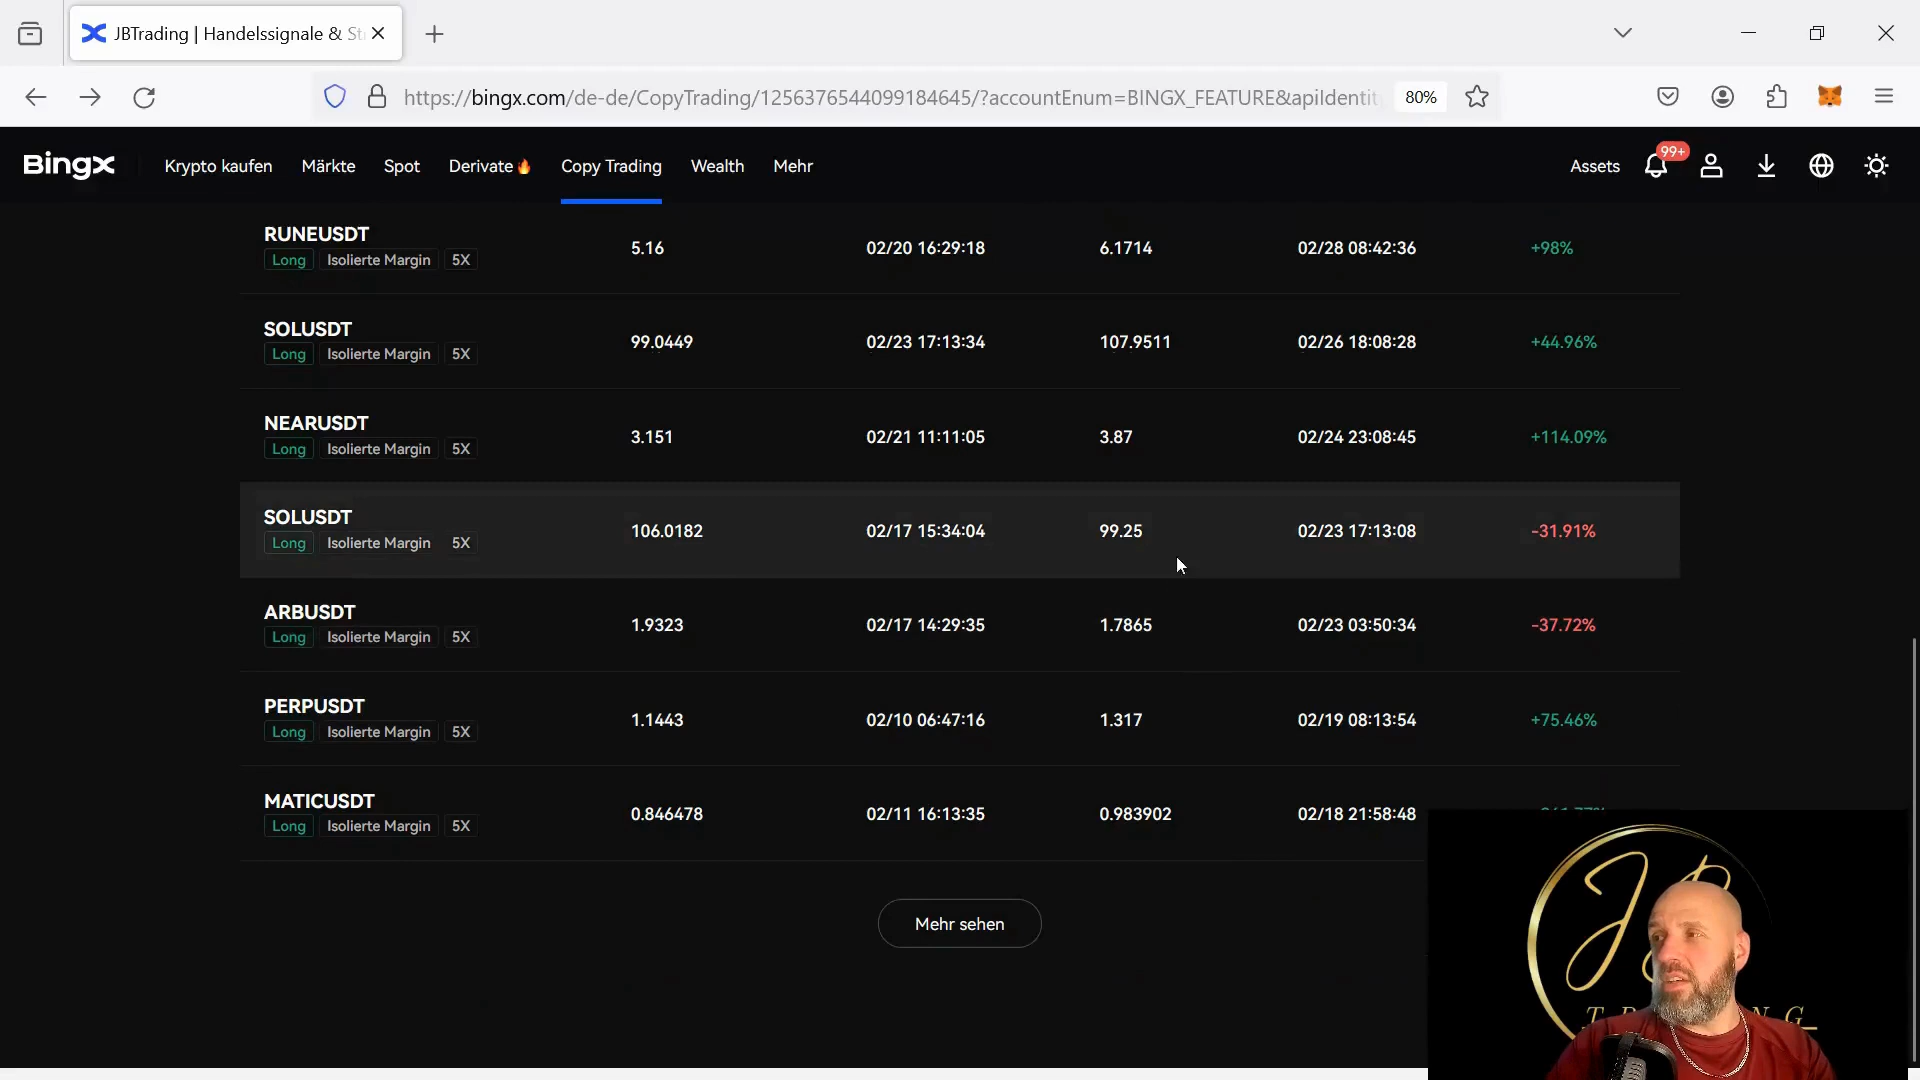 JBTrading | Handelssignale & St
https://bingx.com/de-de/CopyTrading/1256376544099184645/?accountEnum=BINGX_FEATURE&apiIdentit
80%
BingX
Krypto kaufen
Märkte
Spot
Derivate
Copy Trading
Wealth
Mehr
Assets
99+
RUNEUSDT
Long Isolierte Margin 5X
5.16
02/20 16:29:18
6.1714
02/28 08:42:36
+98%
SOLUSDT
Long Isolierte Margin 5X
99.0449
02/23 17:13:34
107.9511
02/26 18:08:28
+44.96%
NEARUSDT
Long Isolierte Margin 5X
3.151
02/21 11:11:05
3.87
02/24 23:08:45
+114.09%
SOLUSDT
Long Isolierte Margin 5X
106.0182
02/17 15:34:04
99.25
02/23 17:13:08
-31.91%
ARBUSDT
Long Isolierte Margin 5X
1.9323
02/17 14:29:35
1.7865
02/23 03:50:34
-37.72%
PERPUSDT
Long Isolierte Margin 5X
1.1443
02/10 06:47:16
1.317
02/19 08:13:54
+75.46%
MATICUSDT
Long Isolierte Margin 5X
0.846478
02/11 16:13:35
0.983902
02/18 21:58:48
Mehr sehen